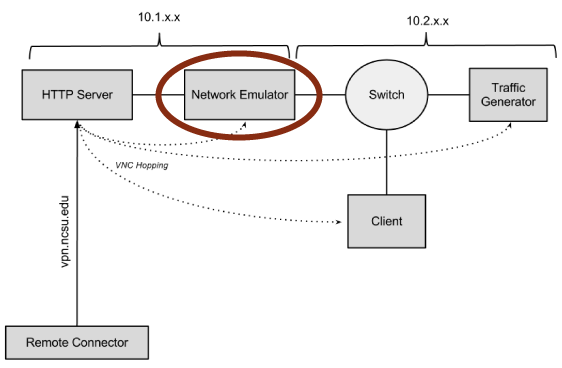 10.1.x.x
10.2.x.x
HTTP Server
Network Emulator
Switch
Traffic
Generator
VNC Hopping
Client
vpn.ncsu.edu
Remote Connector